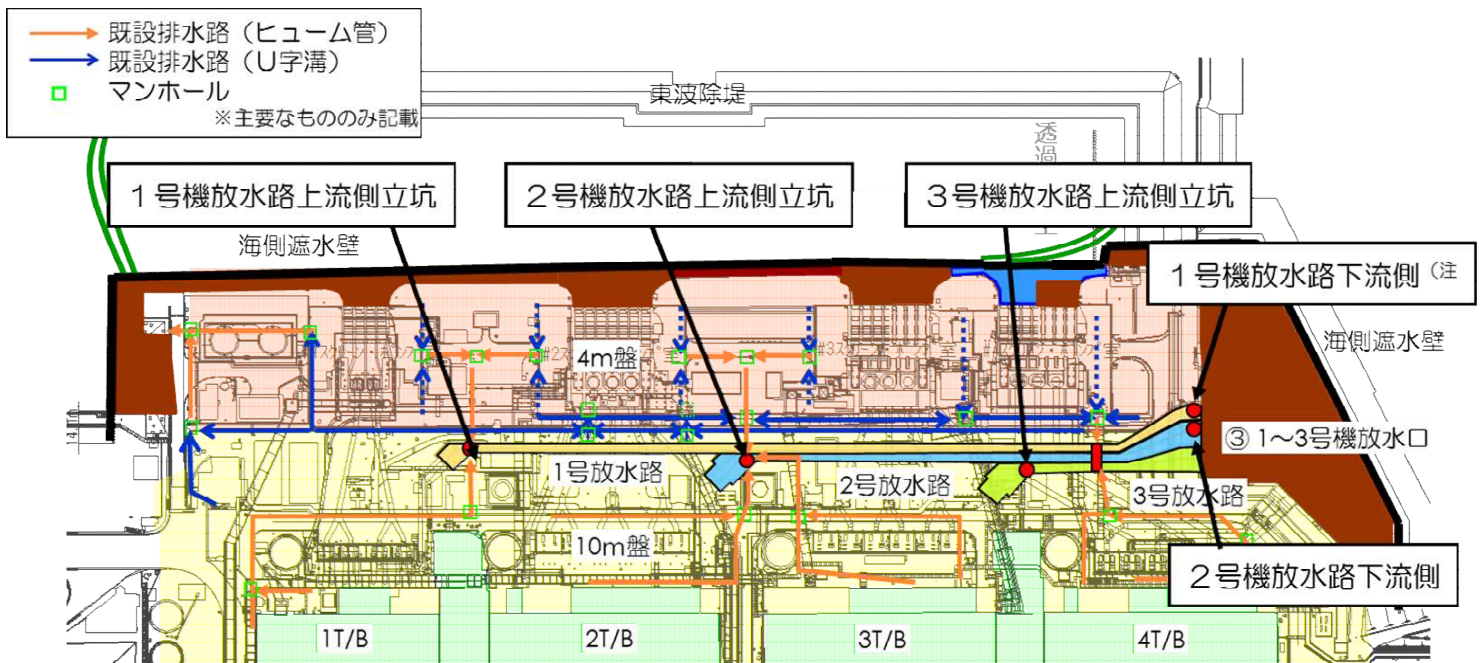 既設排水路（ヒューム管）
既設排水路（U字溝）
マンホール
※主要なもののみ記載
東波除堤
透過
1号機放水路上流側立坑
2号機放水路上流側立坑
3号機放水路上流側立坑
海側遮水壁
1号機放水路下流側（注
海側遮水壁
4m盤
③ 1～3号機放水口
1号放水路
2号放水路
3号放水路
10m盤
2号機放水路下流側
1T/B
2T/B
3T/B
4T/B